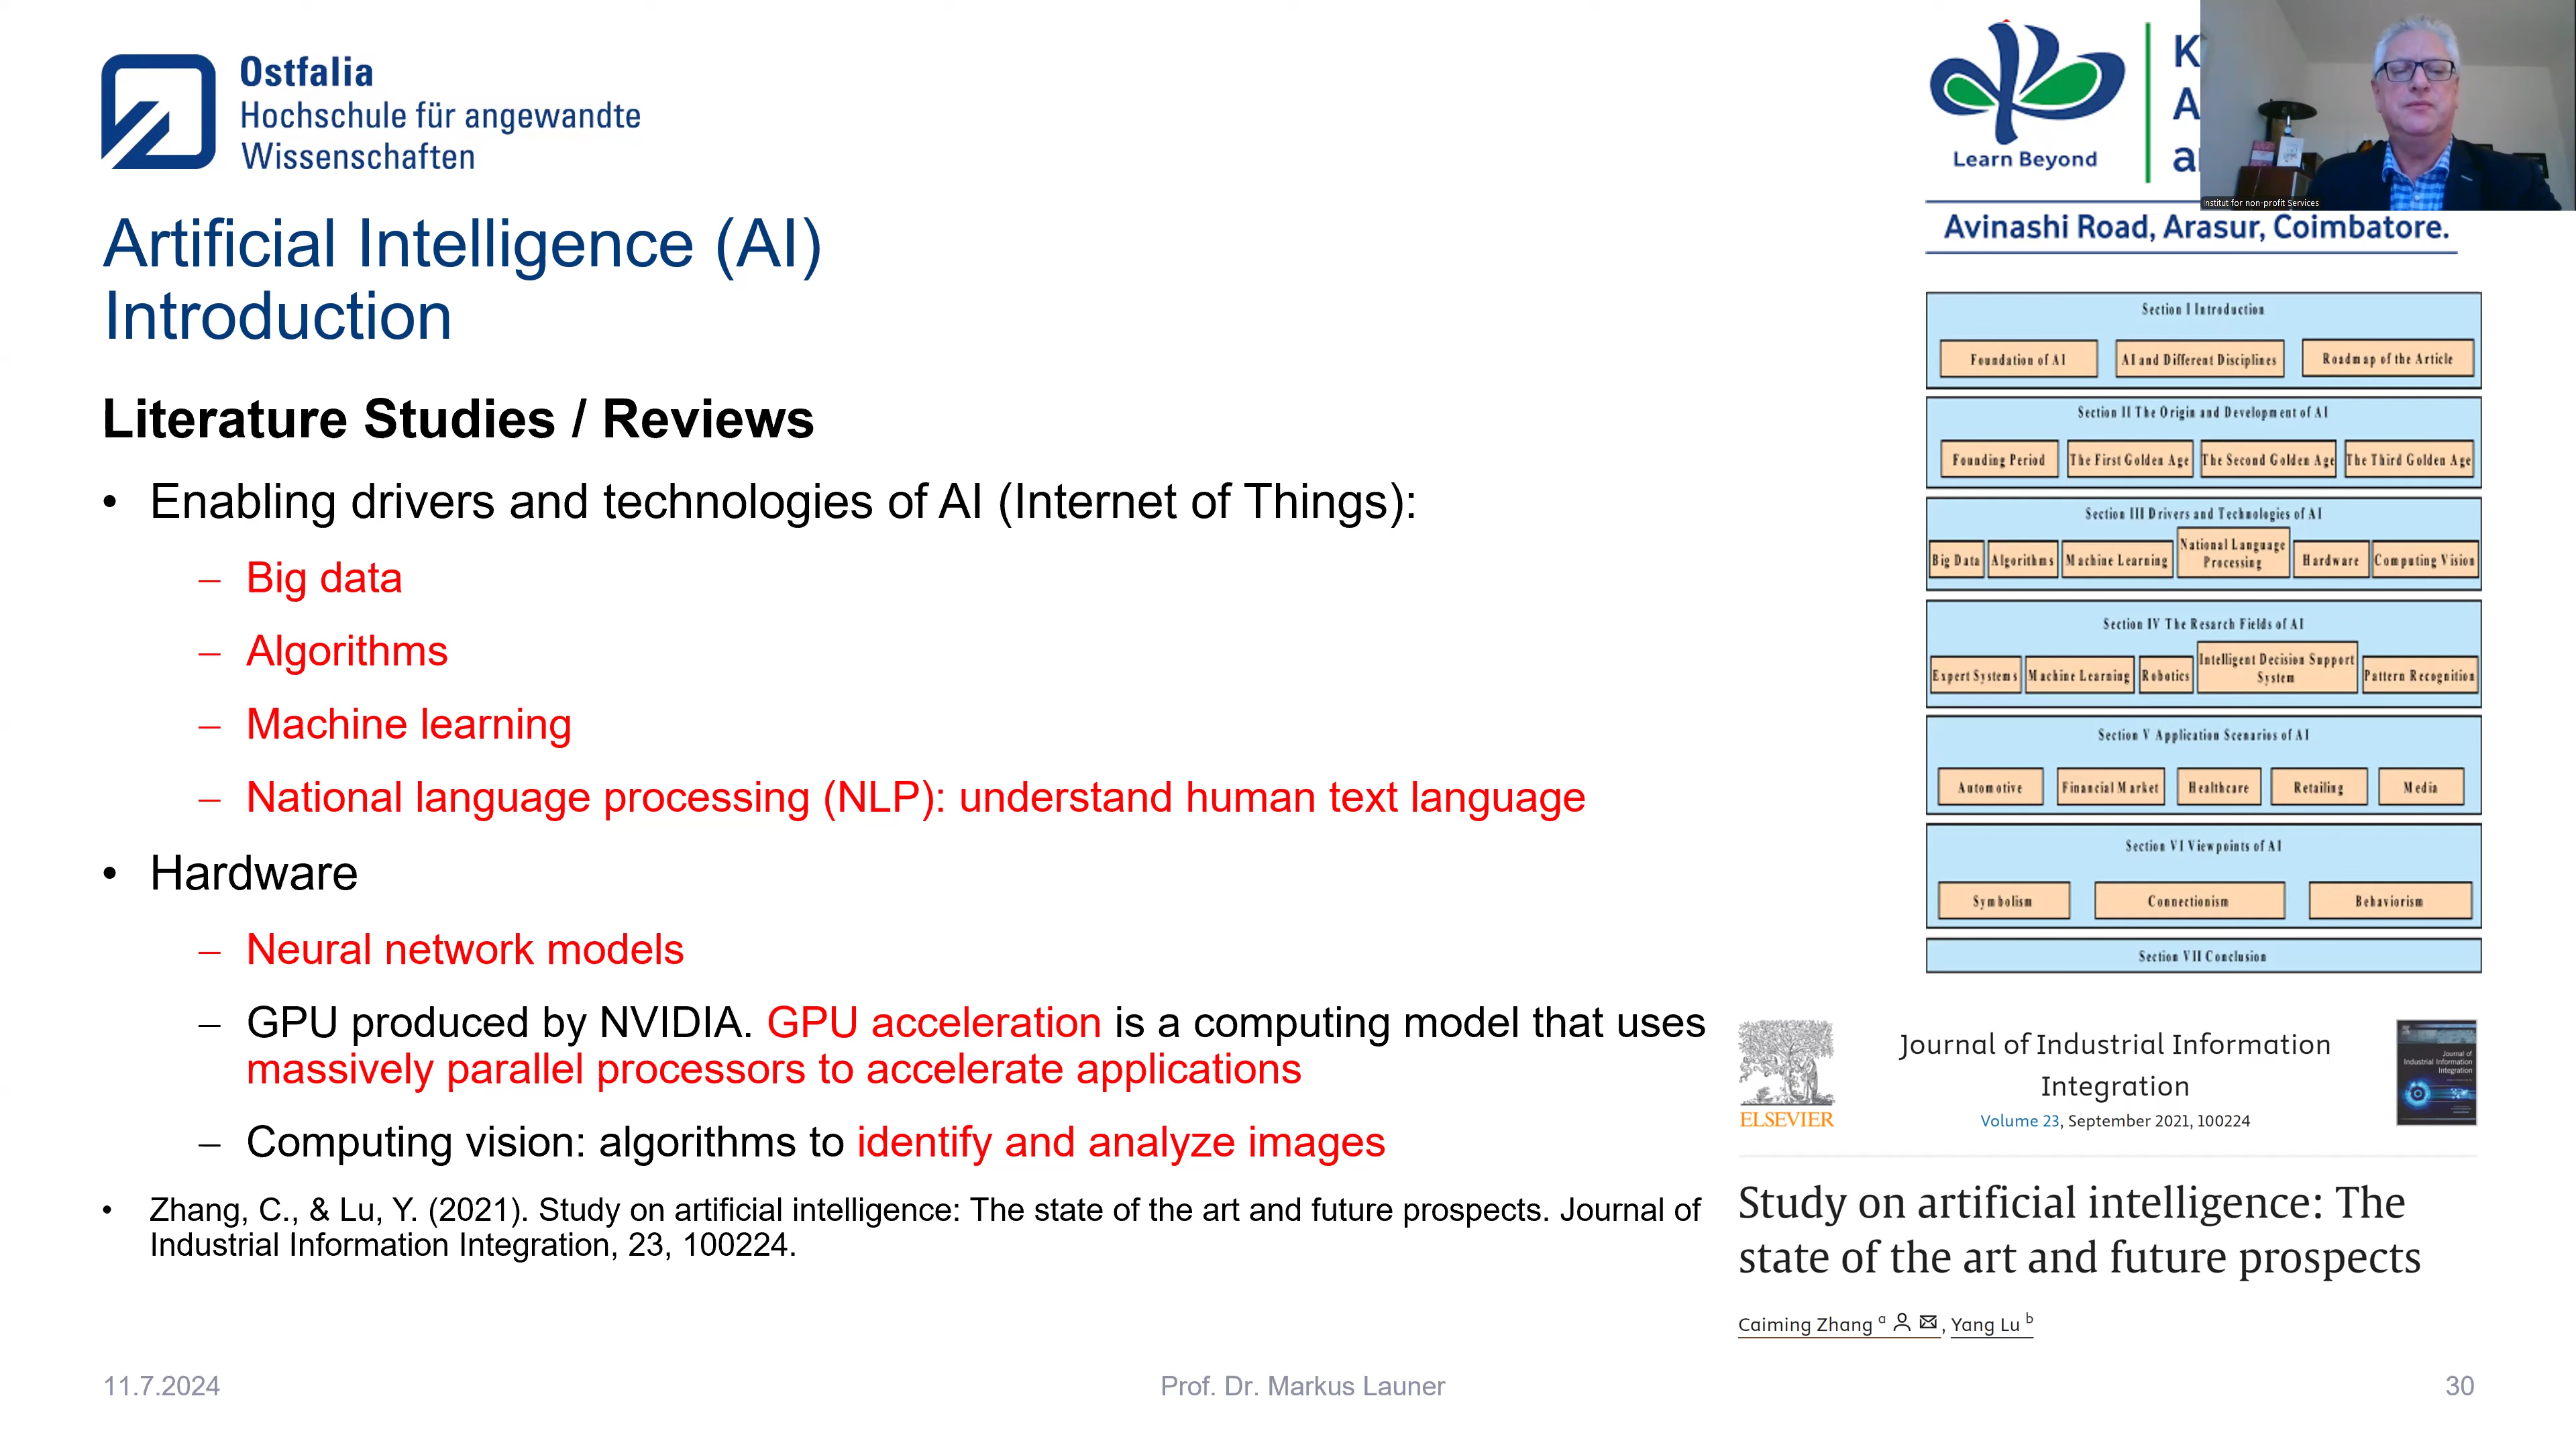 Ostfalia
Hochschule für angewandte
Wissenschaften
Learn Beyond
K
A
Institut for non-profit Services
Avinashi Road, Arasur, Coimbatore.
Artificial Intelligence (AI)
Introduction
Literature Studies / Reviews
• Enabling drivers and technologies of AI (Internet of Things):
– Big data
– Algorithms
– Machine learning
– National language processing (NLP): understand human text language
• Hardware
– Neural network models
– GPU produced by NVIDIA. GPU acceleration is a computing model that uses
massively parallel processors to accelerate applications
– Computing vision: algorithms to identify and analyze images
• Zhang, C., & Lu, Y. (2021). Study on artificial intelligence: The state of the art and future prospects. Journal of
Industrial Information Integration, 23, 100224.
Section I Introduction
Foundation of AI
AI and Different Disciplines
Roadmap of the Article
Section II The Origin and Development of AI
Founding Period
The First Golden Age
The Second Golden Age
The Third Golden Age
Section III Drivers and Technologies of AI
Big Data
Algorithms
Machine Learning
National Language
Processing
Hardware
Computing Vision
Section IV The Resarch Fields of AI
Expert Systems
Machine Learning
Robotics
Intelligent Decision Support
System
Pattern Recognition
Section V Application Scenarios of AI
Automotive
Financial Market
Healthcare
Retailing
Media
Section VI Viewpoints of AI
Symbolism
Connectionism
Behaviorism
Section VII Conclusion
ELSEVIER
Journal of Industrial Information
Integration
Volume 23, September 2021, 100224
Journal of
Industrial Information
Integration
Study on artificial intelligence: The
state of the art and future prospects
Caiming Zhang a, Yang Lu b
11.7.2024
Prof. Dr. Markus Launer
30